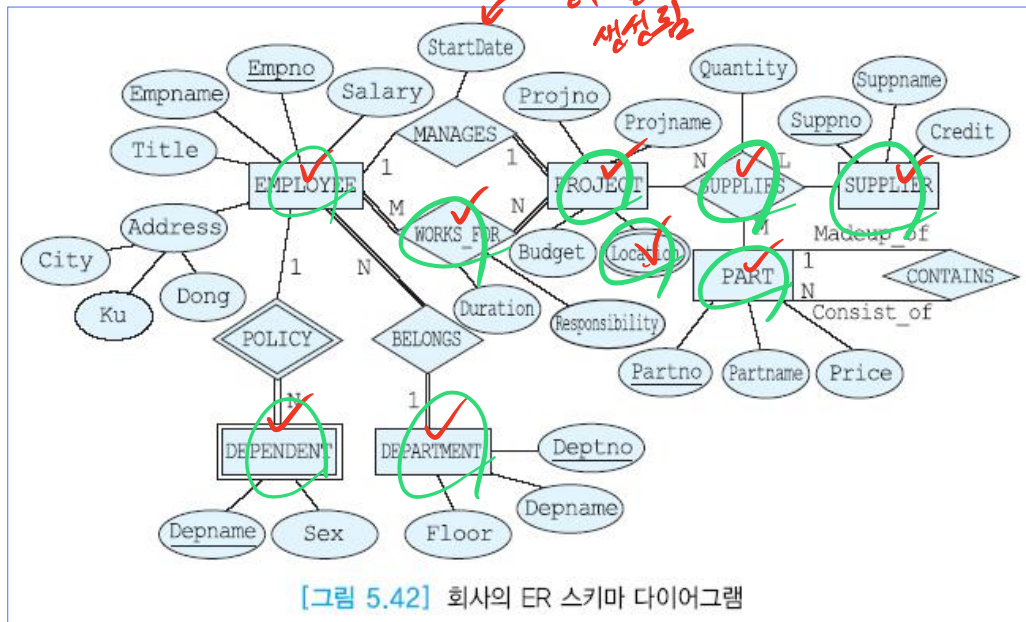 생성됨
StartDate
Empno
Quantity
Suppname
Empname
Salary
Projno
Suppno
MANAGES
Projname
Credit
Title
1
1
N
L
EMPLOYEE
PROJECT
SUPPLIES
SUPPLIER
M
N
Address
WORKS_FOR
M
Madeup_of
City
1
N
Budget
Location
PART
1
CONTAINS
Ku
Dong
N
Duration
Responsibility
Consist_of
POLICY
BELONGS
Partno
Partname
Price
N
1
DEPENDENT
DEPARTMENT
Deptno
Depname
Depname
Sex
Floor
[그림 5.42] 회사의 ER 스키마 다이어그램